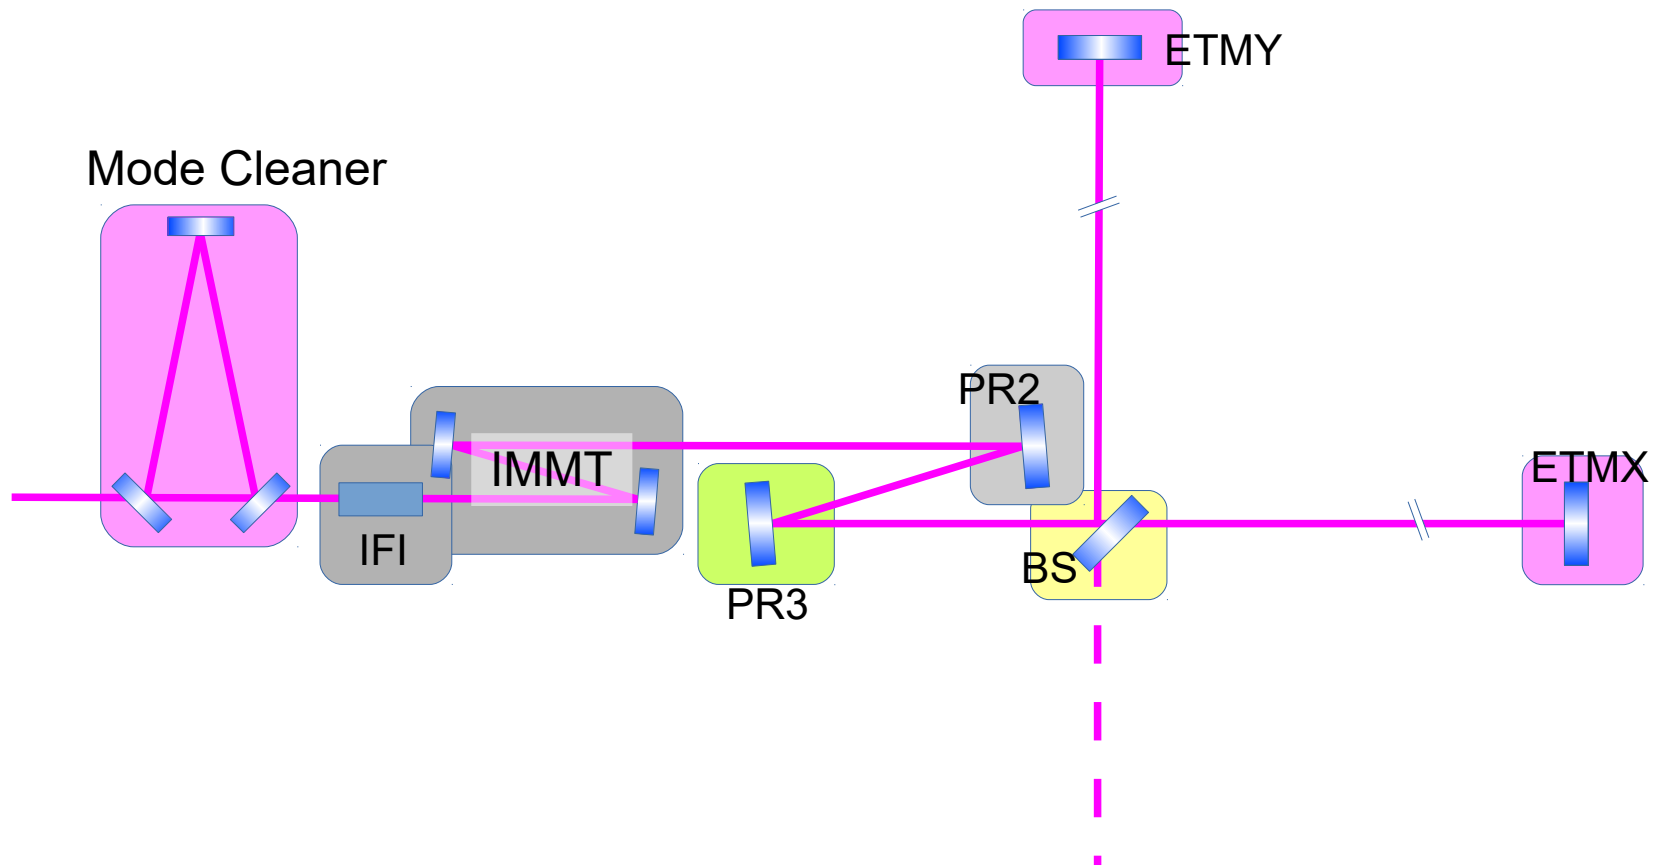 ETMY
Mode Cleaner
PR2
IMMT
ETMX
IFI
BS
PR3